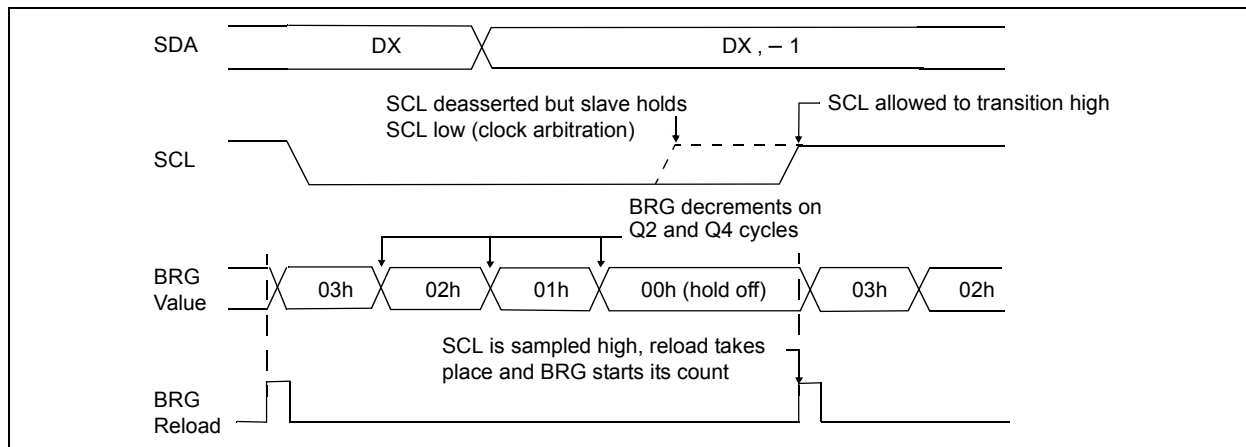 SDA
DX
DX , – 1
SCL deasserted but slave holds
SCL low (clock arbitration)
SCL allowed to transition high
SCL
BRG decrements on
Q2 and Q4 cycles
BRG
Value
03h
02h
01h
00h (hold off)
03h
02h
SCL is sampled high, reload takes
place and BRG starts its count
BRG
Reload